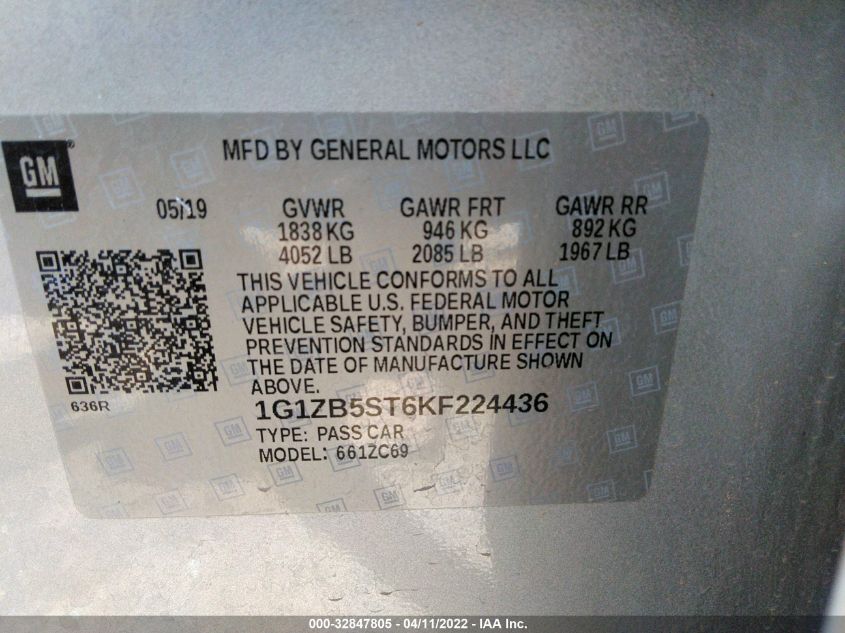 GM
MFD BY GENERAL MOTORS LLC
05/19 GVWR GAWR FRT GAWR RR
1838 KG 946 KG 892 KG
4052 LB 2085 LB 1967 LB
THIS VEHICLE CONFORMS TO ALL
APPLICABLE U.S. FEDERAL MOTOR
VEHICLE SAFETY, BUMPER, AND THEFT
PREVENTION STANDARDS IN EFFECT ON
THE DATE OF MANUFACTURE SHOWN
ABOVE.
636R
1G1ZB5ST6KF224436
TYPE: PASS CAR
MODEL: 661ZC69
000-32847805 - 04/11/2022 - IAA Inc.